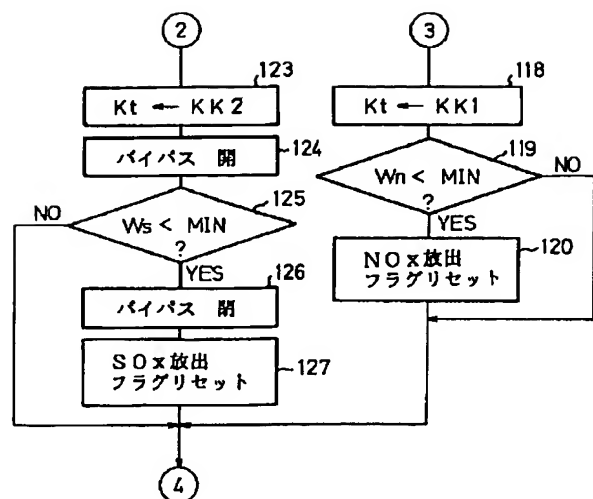 2
123
Kt ← KK2
バイパス 開
124
125
Ws < MIN
?
NO
YES
126
バイパス 閉
SOx放出
フラグリセット
127
3
118
Kt ← KK1
119
Wn < MIN
?
NO
YES
120
NOx放出
フラグリセット
4